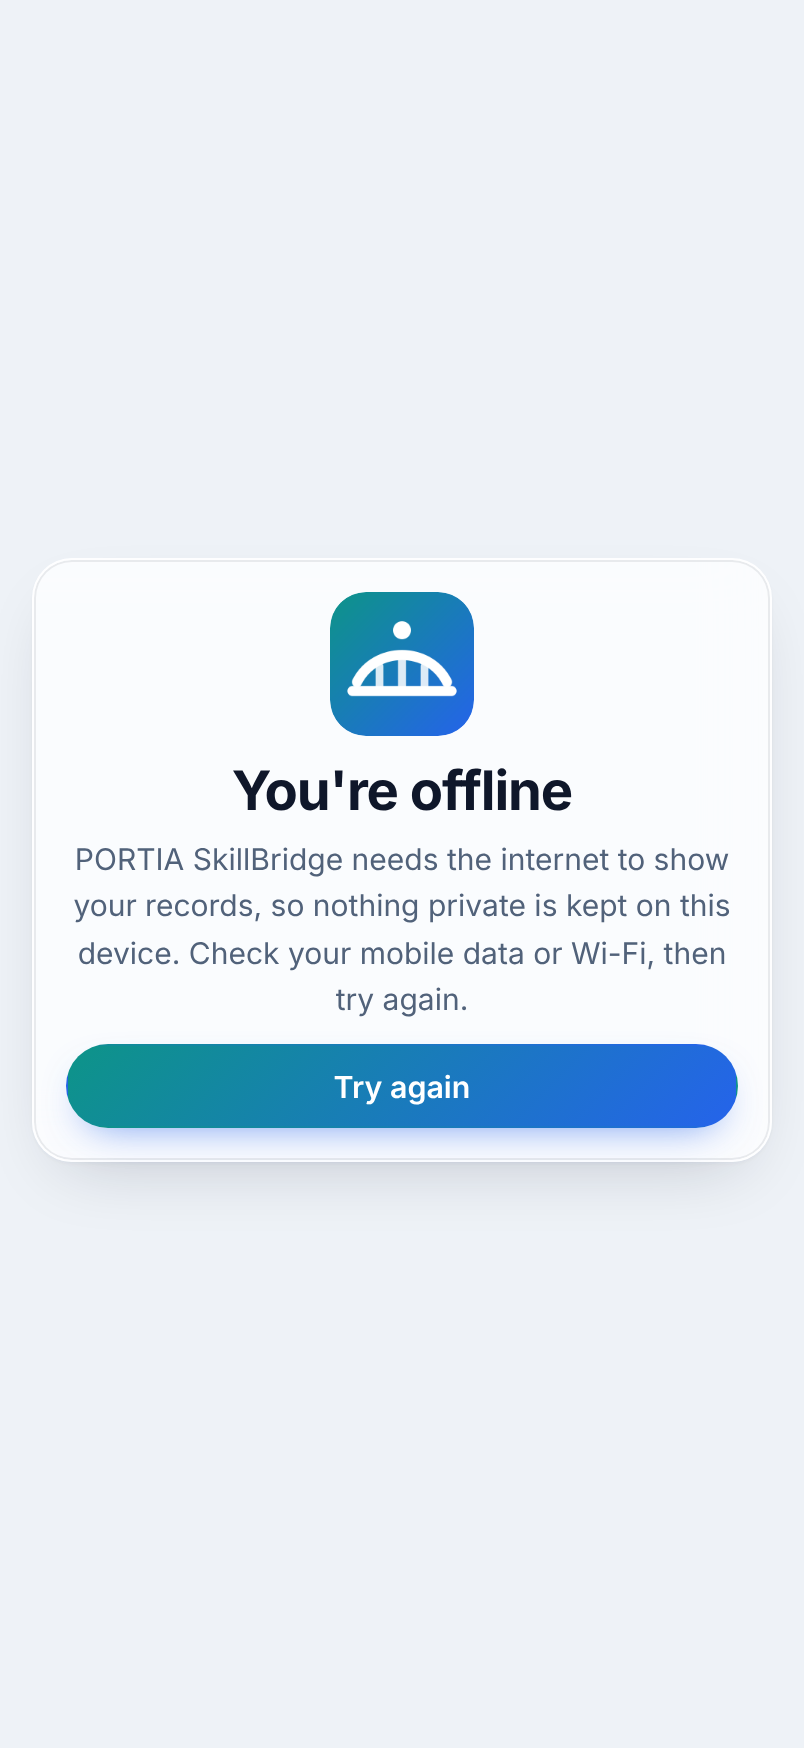 You're offline
PORTIA SkillBridge needs the internet to show
your records, so nothing private is kept on this
device. Check your mobile data or Wi-Fi, then
try again.
Try again